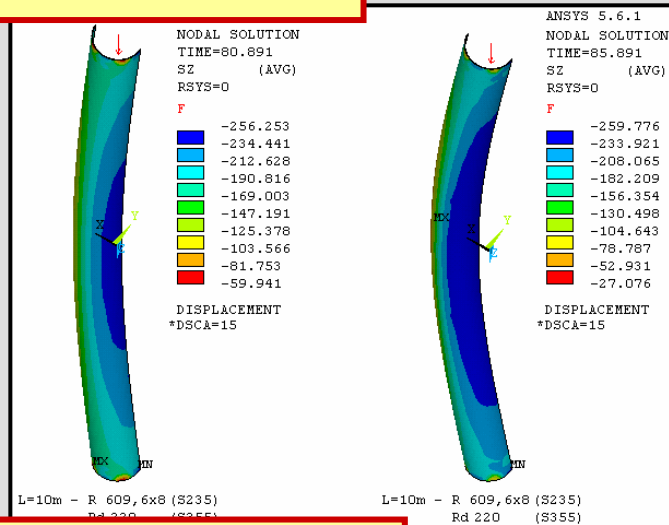 NODAL SOLUTION
TIME=80.891
SZ (AVG)
RSYS=0
F
-256.253
-234.441
-212.628
-190.816
-169.003
-147.191
-125.378
-103.566
-81.753
-59.941
DISPLACEMENT
*DSCA=15
X
Y
Z
MX
MN
L=10m - R 609,6x8 (S235)
Rd 220 (S355)
ANSYS 5.6.1
NODAL SOLUTION
TIME=85.891
SZ (AVG)
RSYS=0
F
-259.776
-233.921
-208.065
-182.209
-156.354
-130.498
-104.643
-78.787
-52.931
-27.076
DISPLACEMENT
*DSCA=15
MX
X
Y
Z
MN
L=10m - R 609,6x8 (S235)
Rd 220 (S355)